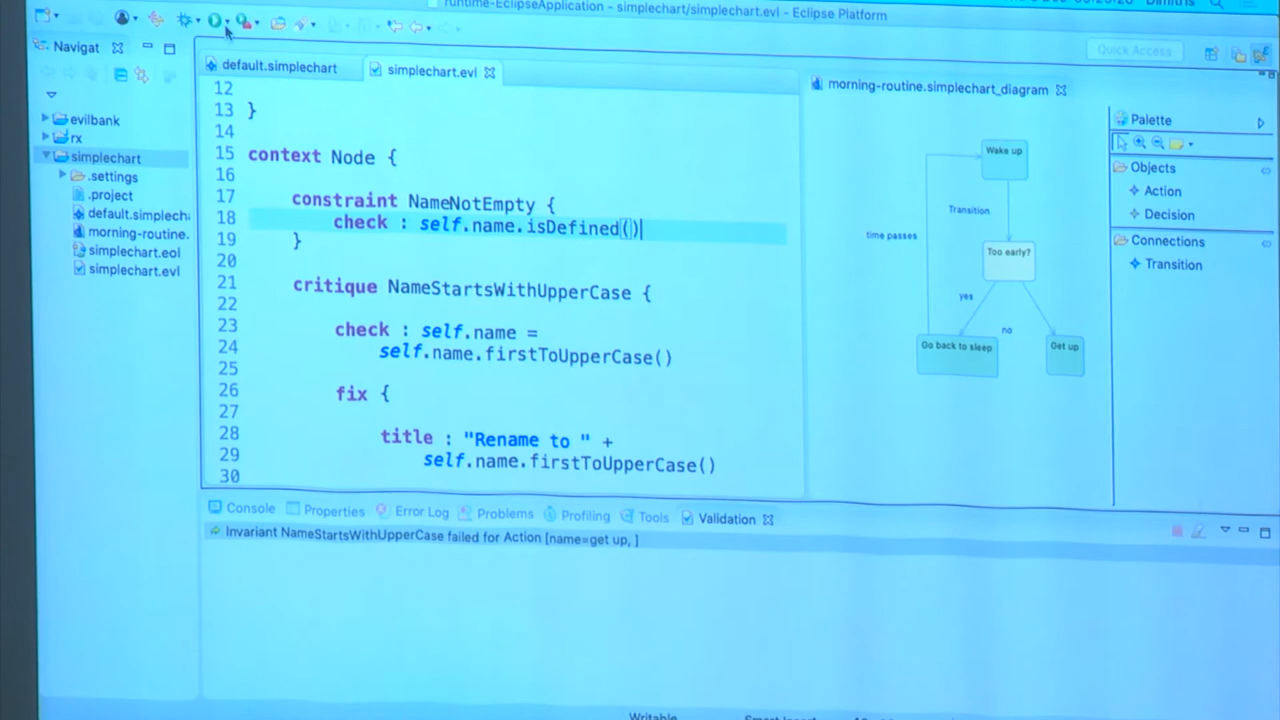 runtime-EclipseApplication - simplechart/simplechart.evl - Eclipse Platform
Quick Access
Navigat
evilbank
rx
simplechart
.settings
.project
default.simplech
morning-routine.
simplechart.eol
simplechart.evl
default.simplechart
simplechart.evl
12
13 }
14
15 context Node {
16
17 constraint NameNotEmpty {
18 check : self.name.isDefined()
19 }
20
21 critique NameStartsWithUpperCase {
22
23 check : self.name =
24 self.name.firstToUpperCase()
25
26 fix {
27
28 title : "Rename to " +
29 self.name.firstToUpperCase()
30
morning-routine.simplechart_diagram
Wake up
Transition
time passes
Too early?
yes
no
Go back to sleep
Get up
Palette
Objects
Action
Decision
Connections
Transition
Console
Properties
Error Log
Problems
Profiling
Tools
Validation
Invariant NameStartsWithUpperCase failed for Action [name=get up, ]
Writable